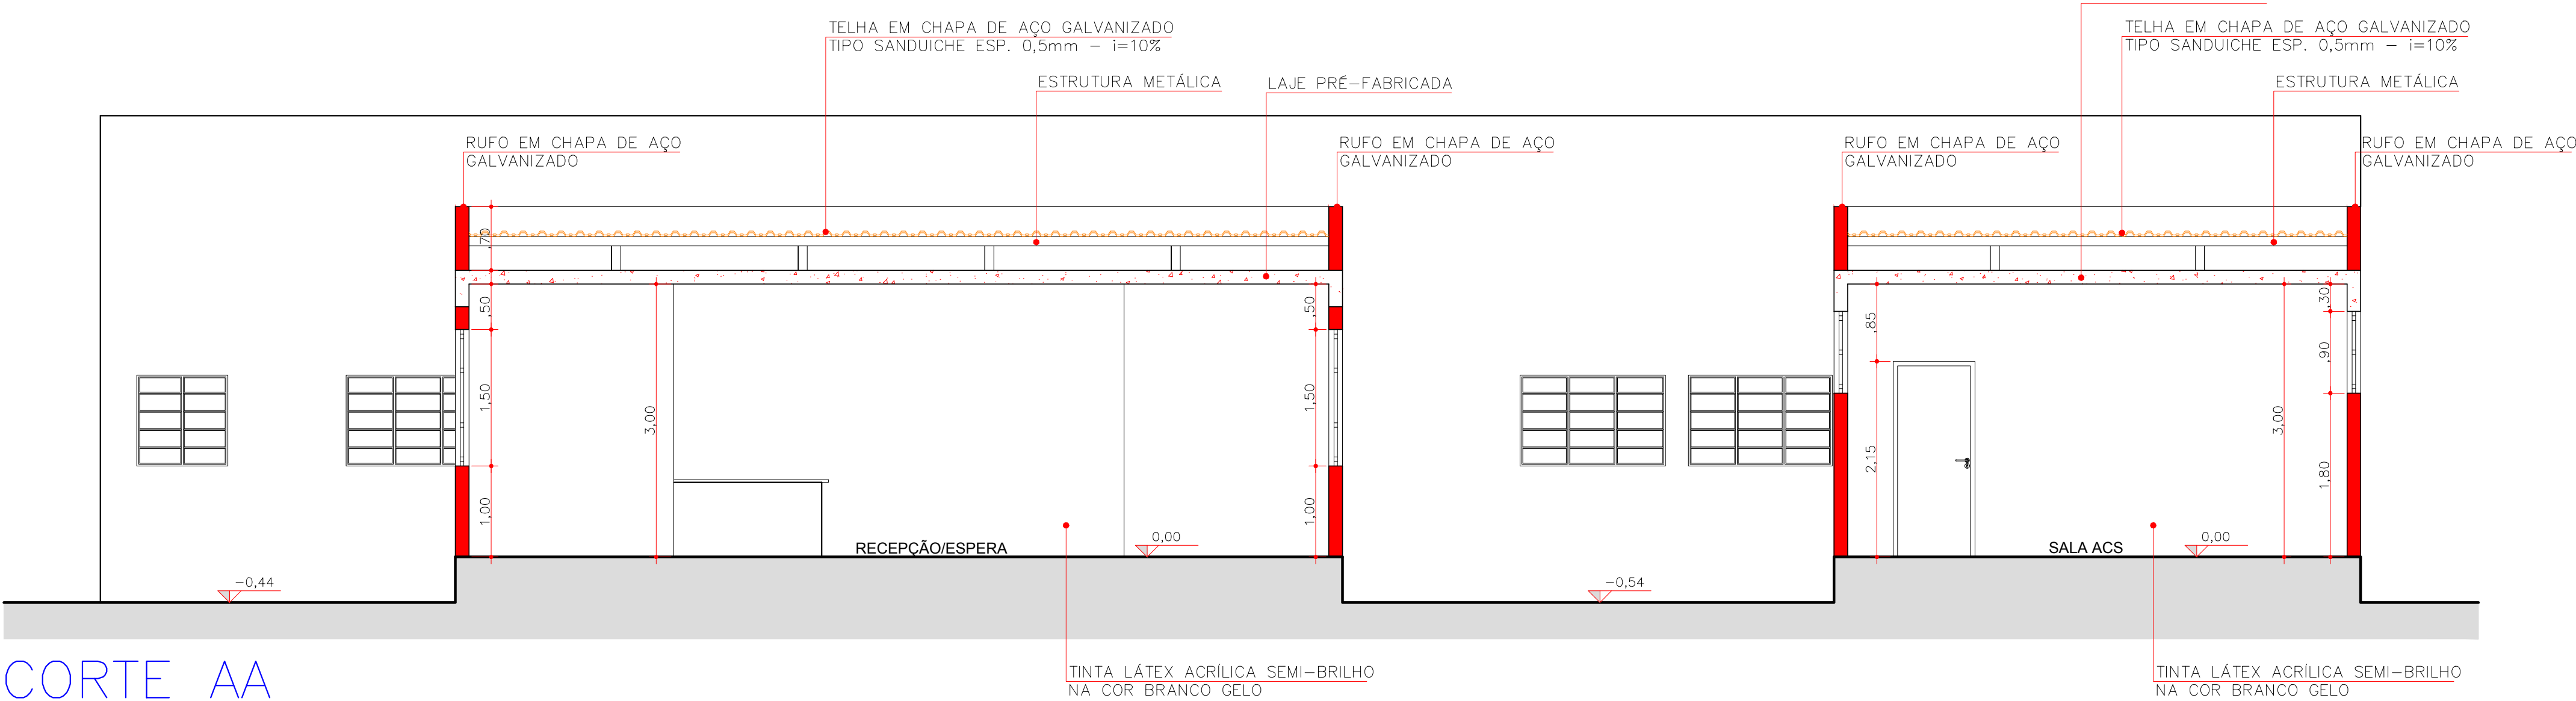 TELHA EM CHAPA DE AÇO GALVANIZADO
TIPO SANDUICHE ESP. 0,5mm – i=10%
TELHA EM CHAPA DE AÇO GALVANIZADO
TIPO SANDUICHE ESP. 0,5mm – i=10%
ESTRUTURA METÁLICA
LAJE PRÉ–FABRICADA
ESTRUTURA METÁLICA
RUFO EM CHAPA DE AÇO
GALVANIZADO
RUFO EM CHAPA DE AÇO
GALVANIZADO
RUFO EM CHAPA DE AÇO
GALVANIZADO
RUFO EM CHAPA DE AÇO
GALVANIZADO
,70
,50
1,50
1,00
3,00
,50
1,50
1,00
,85
2,15
3,00
,30
,90
1,80
RECEPÇÃO/ESPERA
0,00
SALA ACS
0,00
–0,44
–0,54
TINTA LÁTEX ACRÍLICA SEMI–BRILHO
NA COR BRANCO GELO
TINTA LÁTEX ACRÍLICA SEMI–BRILHO
NA COR BRANCO GELO
CORTE AA